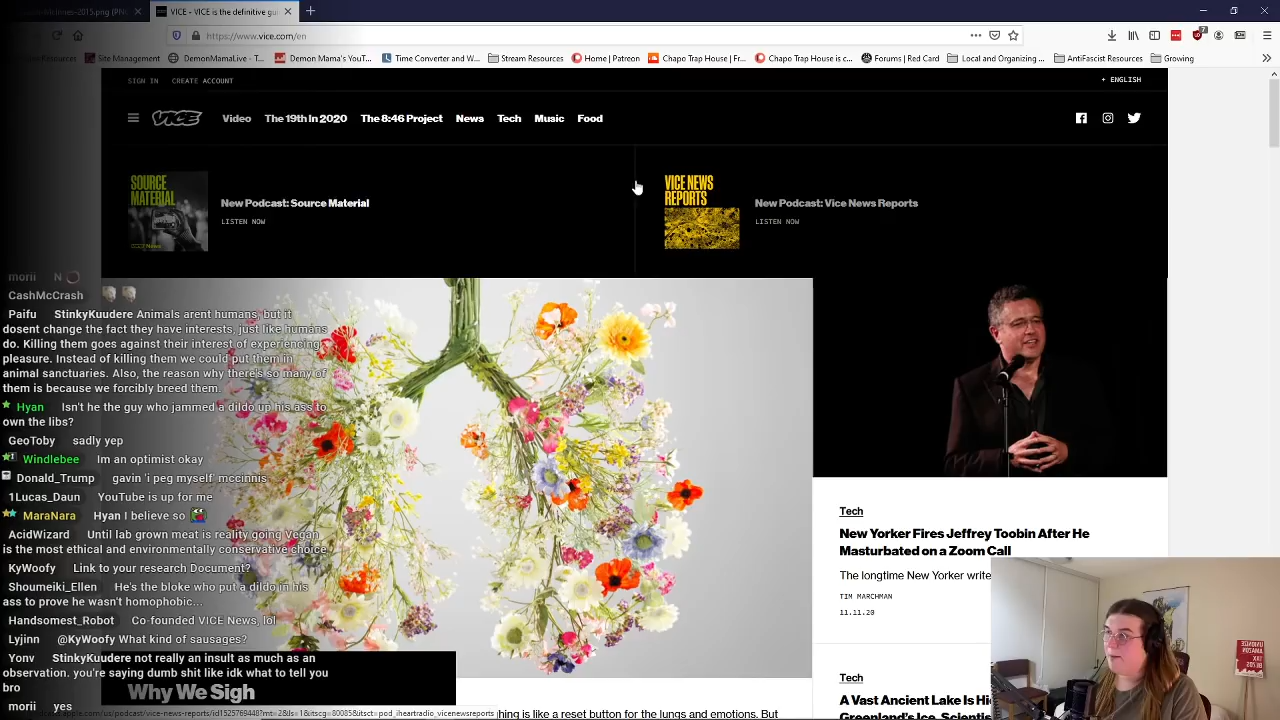 imes-2015.png (Ph
VICE - VICE is the definitive gui
https://www.vice.com/en
Resources
Site Management
DemonMamaLive - T...
Demon Mama's YouT...
Time Converter and W...
Stream Resources
Home | Patreon
Chapo Trap House | Fr...
Chapo Trap House is c...
Forums | Red Card
Local and Organizing ...
AntiFascist Resources
Growing
SIGN IN CREATE ACCOUNT
+ ENGLISH
VICE Video The 19th In 2020 The 8:46 Project News Tech Music Food
SOURCE
MATERIAL
New Podcast: Source Material
LISTEN NOW
VICE NEWS
REPORTS
New Podcast: Vice News Reports
LISTEN NOW
morii N
CashMcCrash
Paifu StinkyKuudere Animals arent humans, but it
dosent change the fact they have interests, just like humans
do. Killing them goes against their interest of experiencing
pleasure. Instead of killing them we could put them in
animal sanctuaries. Also, the reason why there's so many of
them is because we forcibly breed them.
Hyan Isn't he the guy who jammed a dildo up his ass to
own the libs?
GeoToby sadly yep
Windlebee Im an optimist okay
Donald_Trump gavin 'i peg myself' mccinnis
1Lucas_Daun YouTube is up for me
MaraNara Hyan I believe so
AcidWizard Until lab grown meat is reality going Vegan
is the most ethical and environmentally conservative choice
KyWoofy Link to your research Document?
Shoumeiki_Ellen He's the bloke who put a dildo in his
ass to prove he wasn't homophobic...
Handsomest_Robot Co-founded VICE News, lol
Lyjinn @KyWoofy What kind of sausages?
Yonv StinkyKuudere not really an insult as much as an
observation. you're saying dumb shit like idk what to tell you
bro
morii yes
Why We Sigh
hing is like a reset button for the lungs and emotions. But
Tech
New Yorker Fires Jeffrey Toobin After He
Masturbated on a Zoom Call
The longtime New Yorker write
TIM MARCHMAN
11.11.20
Tech
A Vast Ancient Lake Is Hi
Greenland's Ice, Scientis